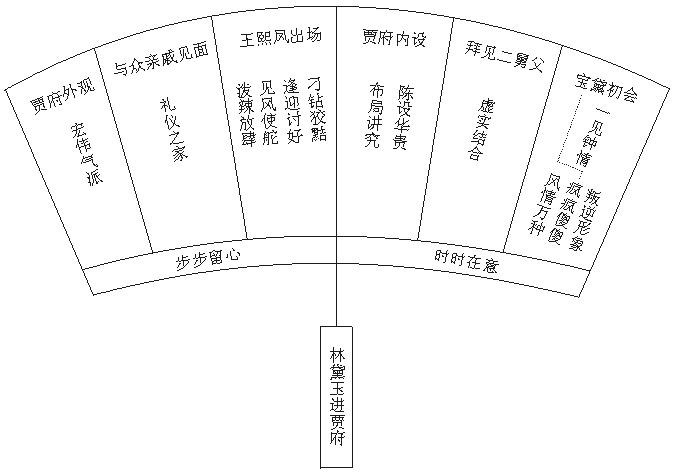 贾府外观
宏伟气派
与众亲戚见面
礼仪之家
王熙凤出场
刁钻狡黠
逢迎讨好
见风使舵
泼辣放肆
贾府内设
陈设华贵
布局讲究
拜见二舅父
虚实结合
宝黛初会
一见钟情
叛逆形象
疯疯傻傻
风情万种
步步留心
时时在意
林黛玉进贾府